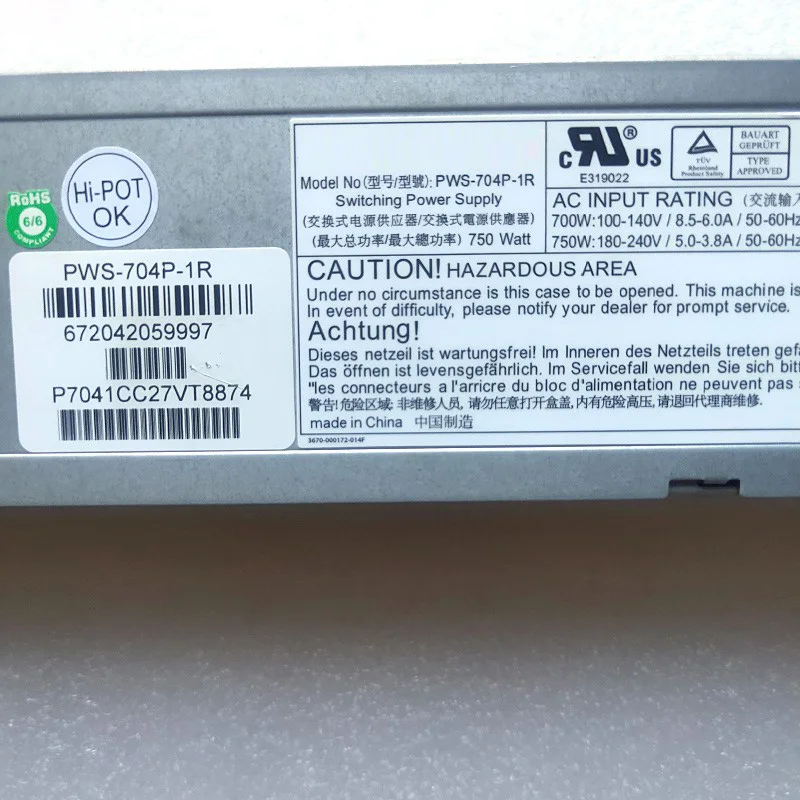 RoHS
6/6
COMPLIANT
Hi-POT
OK
PWS-704P-1R
672042059997
P7041CC27VT8874
Model No(型号/型號): PWS-704P-1R
Switching Power Supply
(交换式电源供应器/交換式電源供應器)
(最大总功率/最大總功率) 750 Watt
c RU ® US
E319022
TÜV
Rheinland
Product Safety
BAUART
GEPRÜFT
TYPE
APPROVED
AC INPUT RATING (交流输入
700W:100-140V / 8.5-6.0A / 50-60Hz
750W:180-240V / 5.0-3.8A / 50-60Hz
CAUTION! HAZARDOUS AREA
Under no circumstance is this case to be opened. This machine is
In event of difficulty, please notify your dealer for prompt service.
Achtung!
Dieses netzeil ist wartungsfrei! Im Inneren des Netzteils treten gefä
Das öffnen ist levensgefährlich. Im Servicefall wenden Sie sich bitt
"les connecteurs a l'arricre du bloc d'alimentation ne peuvent pas
警告! 危险区域, 非维修人员, 请勿任意打开盒盖, 内有危险高压, 请退回代理商维修.
made in China 中国制造
3670-000172-014F